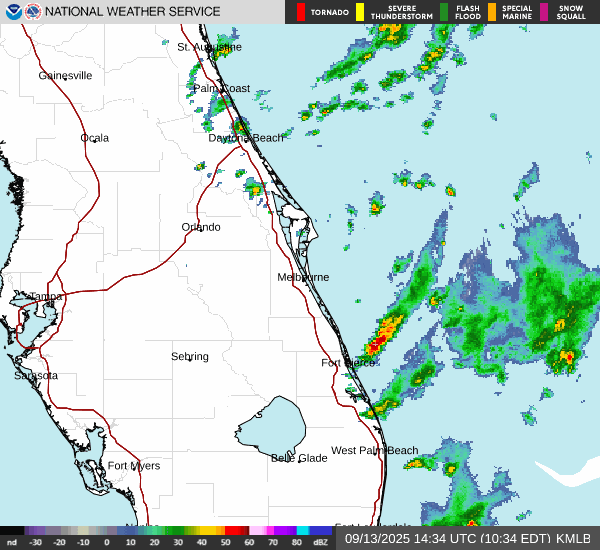 NATIONAL WEATHER SERVICE
TORNADO
SEVERE THUNDERSTORM
FLASH FLOOD
SPECIAL MARINE
SNOW SQUALL
St. Augustine
Gainesville
Palm Coast
Ocala
Daytona Beach
Orlando
Melbourne
Tampa
Sebring
Fort Pierce
Sarasota
West Palm Beach
Belle Glade
Fort Myers
nd -30 -20 -10 0 10 20 30 40 50 60 70 80 dBZ
09/13/2025 14:34 UTC (10:34 EDT) KMLB